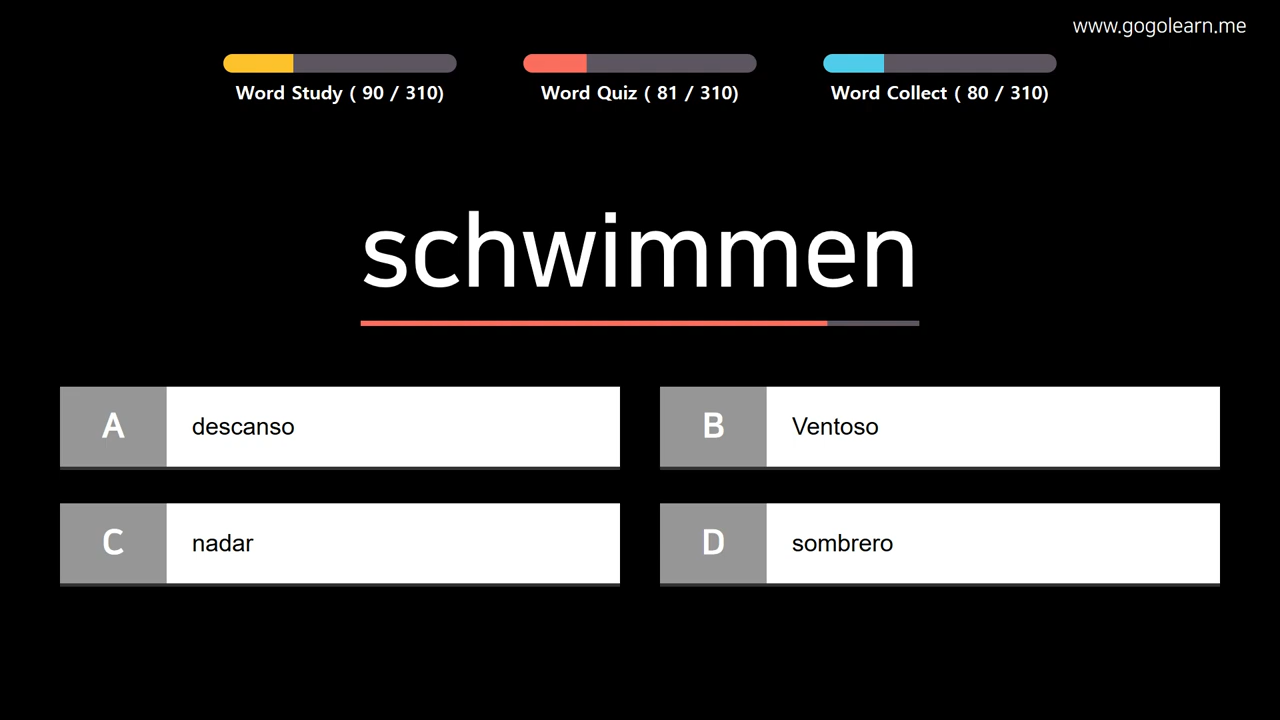 www.gogolearn.me
Word Study ( 90 / 310)
Word Quiz ( 81 / 310)
Word Collect ( 80 / 310)
schwimmen
A descanso
B Ventoso
C nadar
D sombrero